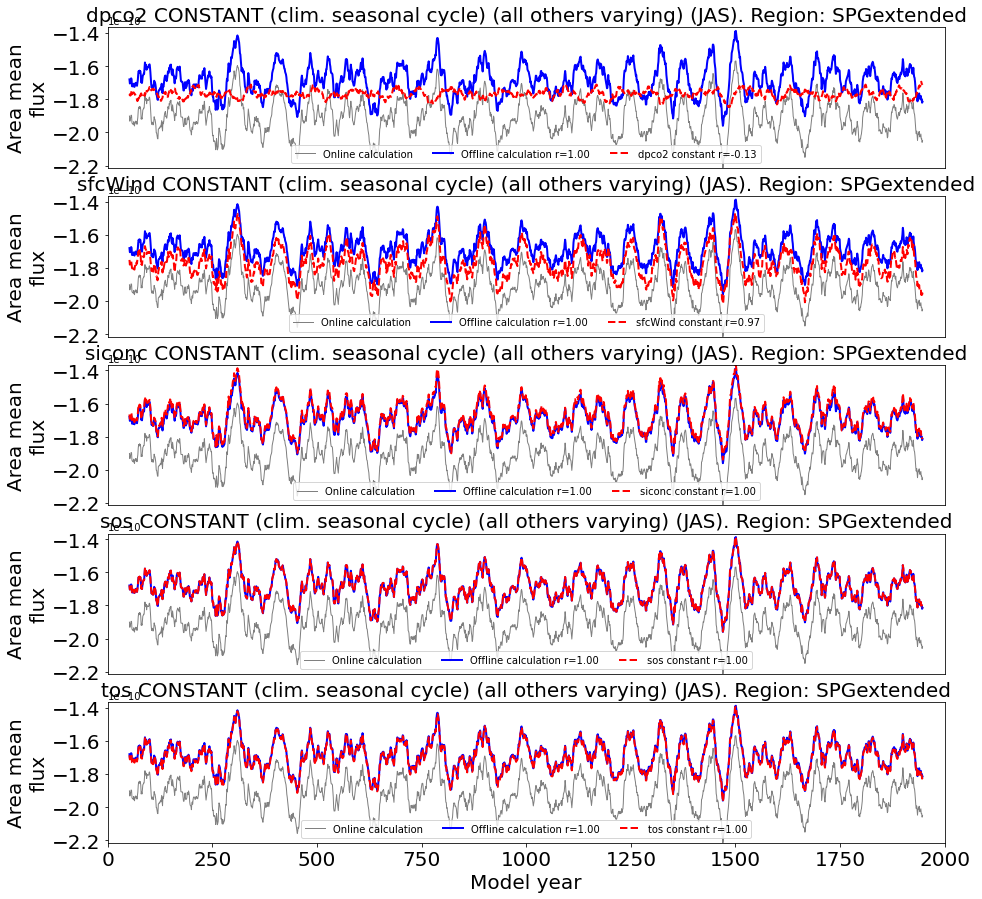 dpco2 CONSTANT (clim. seasonal cycle) (all others varying) (JAS). Region: SPGextended
1e−10
−1.4
−1.6
−1.8
−2.0
−2.2
Area mean
flux
Online calculation
Offline calculation r=1.00
dpco2 constant r=-0.13
sfcWind CONSTANT (clim. seasonal cycle) (all others varying) (JAS). Region: SPGextended
1e−10
−1.4
−1.6
−1.8
−2.0
−2.2
Area mean
flux
Online calculation
Offline calculation r=1.00
sfcWind constant r=0.97
siconc CONSTANT (clim. seasonal cycle) (all others varying) (JAS). Region: SPGextended
1e−10
−1.4
−1.6
−1.8
−2.0
−2.2
Area mean
flux
Online calculation
Offline calculation r=1.00
siconc constant r=1.00
sos CONSTANT (clim. seasonal cycle) (all others varying) (JAS). Region: SPGextended
1e−10
−1.4
−1.6
−1.8
−2.0
−2.2
Area mean
flux
Online calculation
Offline calculation r=1.00
sos constant r=1.00
tos CONSTANT (clim. seasonal cycle) (all others varying) (JAS). Region: SPGextended
1e−10
−1.4
−1.6
−1.8
−2.0
−2.2
Area mean
flux
Online calculation
Offline calculation r=1.00
tos constant r=1.00
0
250
500
750
1000
1250
1500
1750
2000
Model year